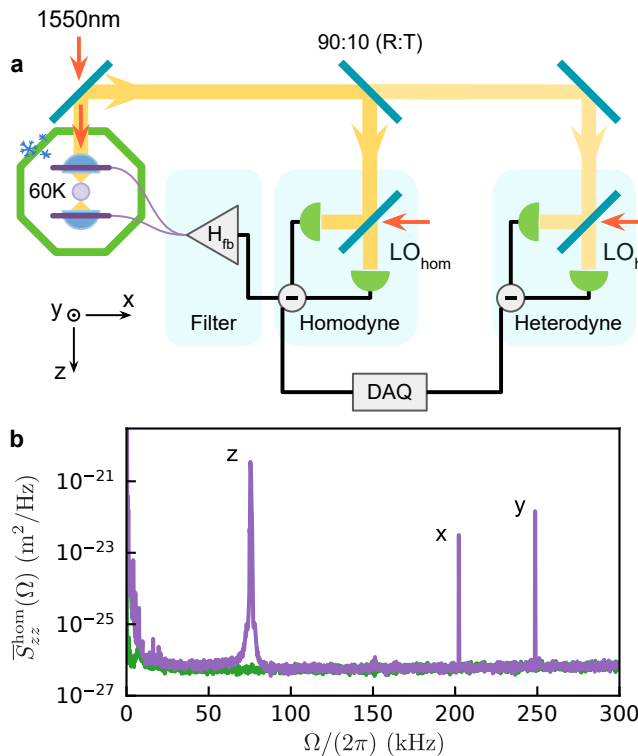 1550nm
90:10 (R:T)
a
60K
H_fb
LO_hom
LO_h
y
x
z
Filter
Homodyne
Heterodyne
DAQ
b
z
x
y
10^−21
10^−23
10^−25
10^−27
S̅_zz^hom(Ω) (m²/Hz)
0 50 100 150 200 250 300
Ω/(2π) (kHz)